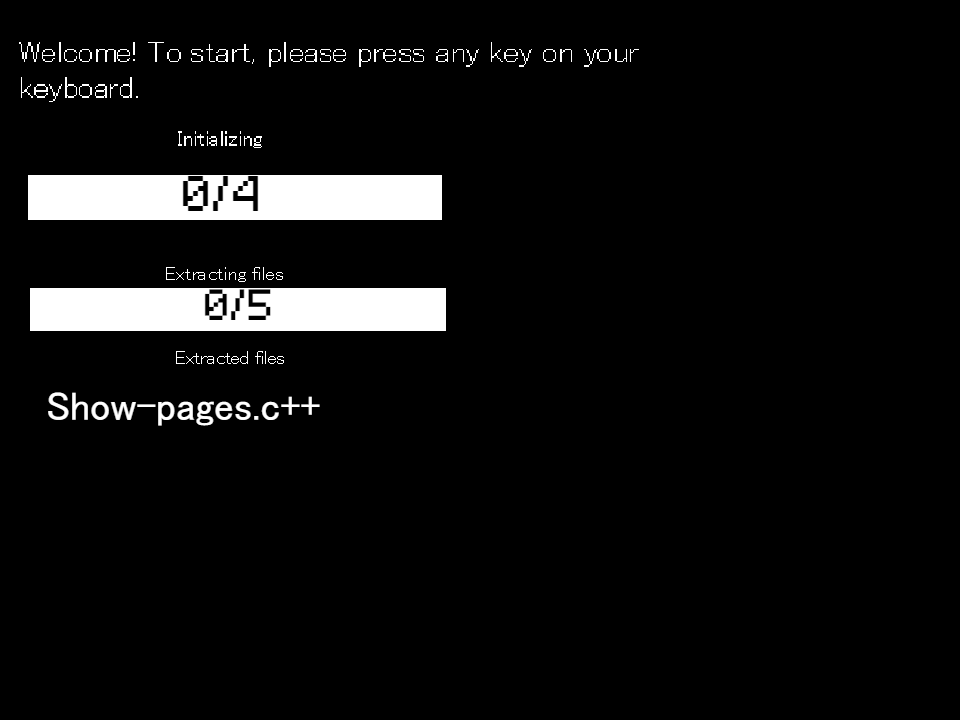 Welcome! To start, please press any key on your
keyboard.
Initializing
0/4
Extracting files
0/5
Extracted files
Show-pages.c++